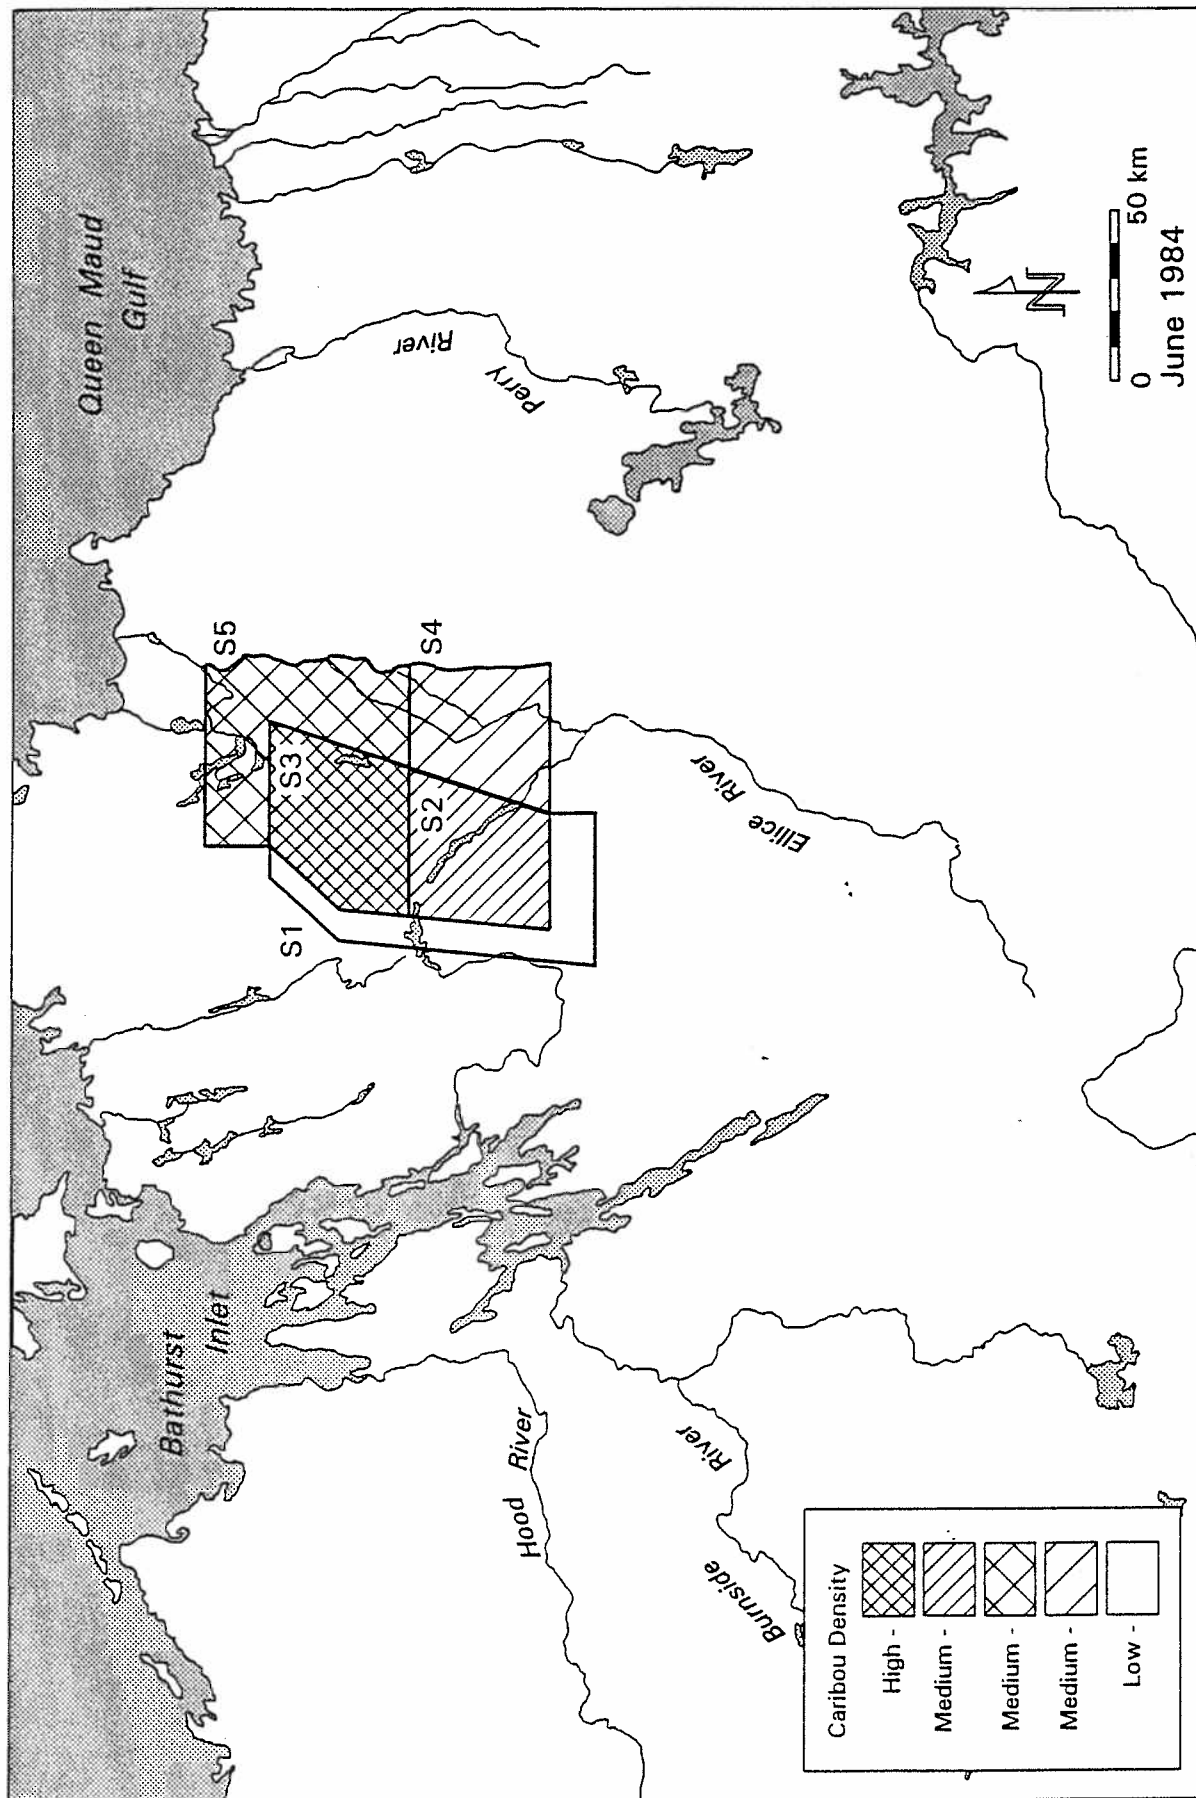 Queen Maud
Gulf
Bathurst
Inlet
S1
S3
S5
S2
S4
Perry
River
Ellice River
Hood River
Burnside River
Caribou Density
High -
Medium -
Medium -
Medium -
Low -
N
0 50 km
June 1984